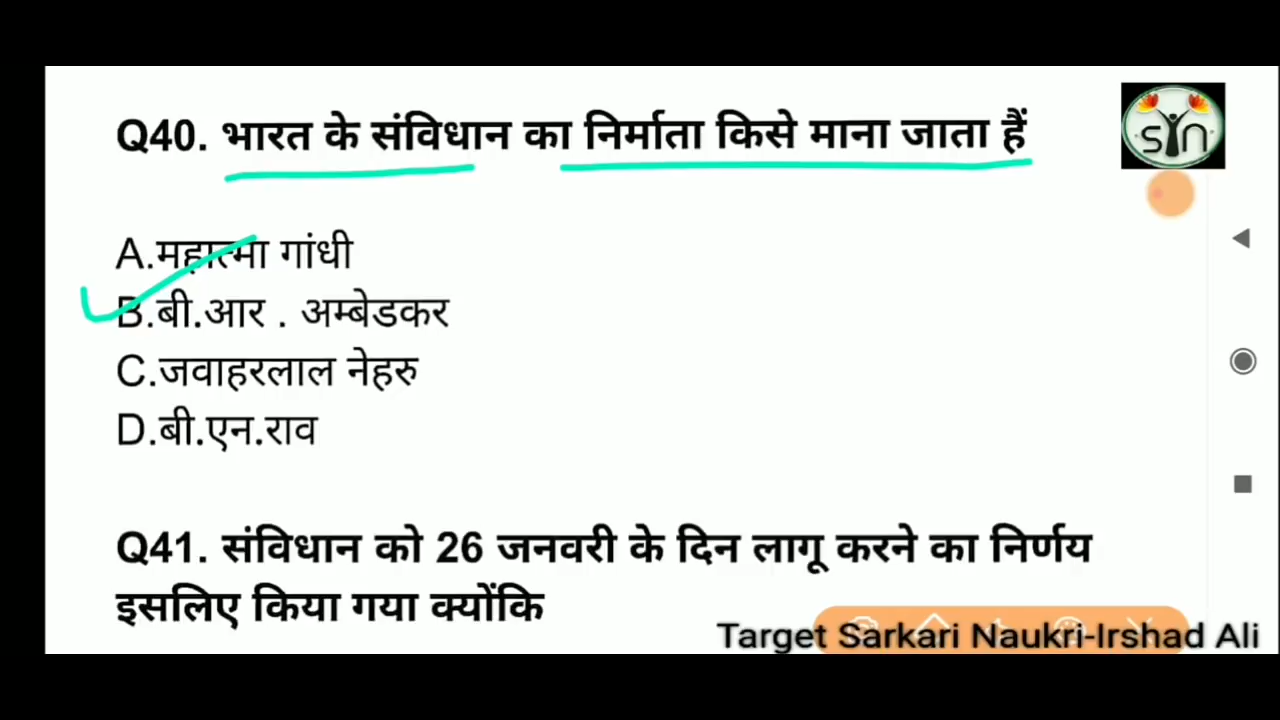 Q40. भारत के संविधान का निर्माता किसे माना जाता हैं
SYN
A.महात्मा गांधी
B.बी.आर . अम्बेडकर
C.जवाहरलाल नेहरु
D.बी.एन.राव
Q41. संविधान को 26 जनवरी के दिन लागू करने का निर्णय
इसलिए किया गया क्योंकि
Target Sarkari Naukri-Irshad Ali